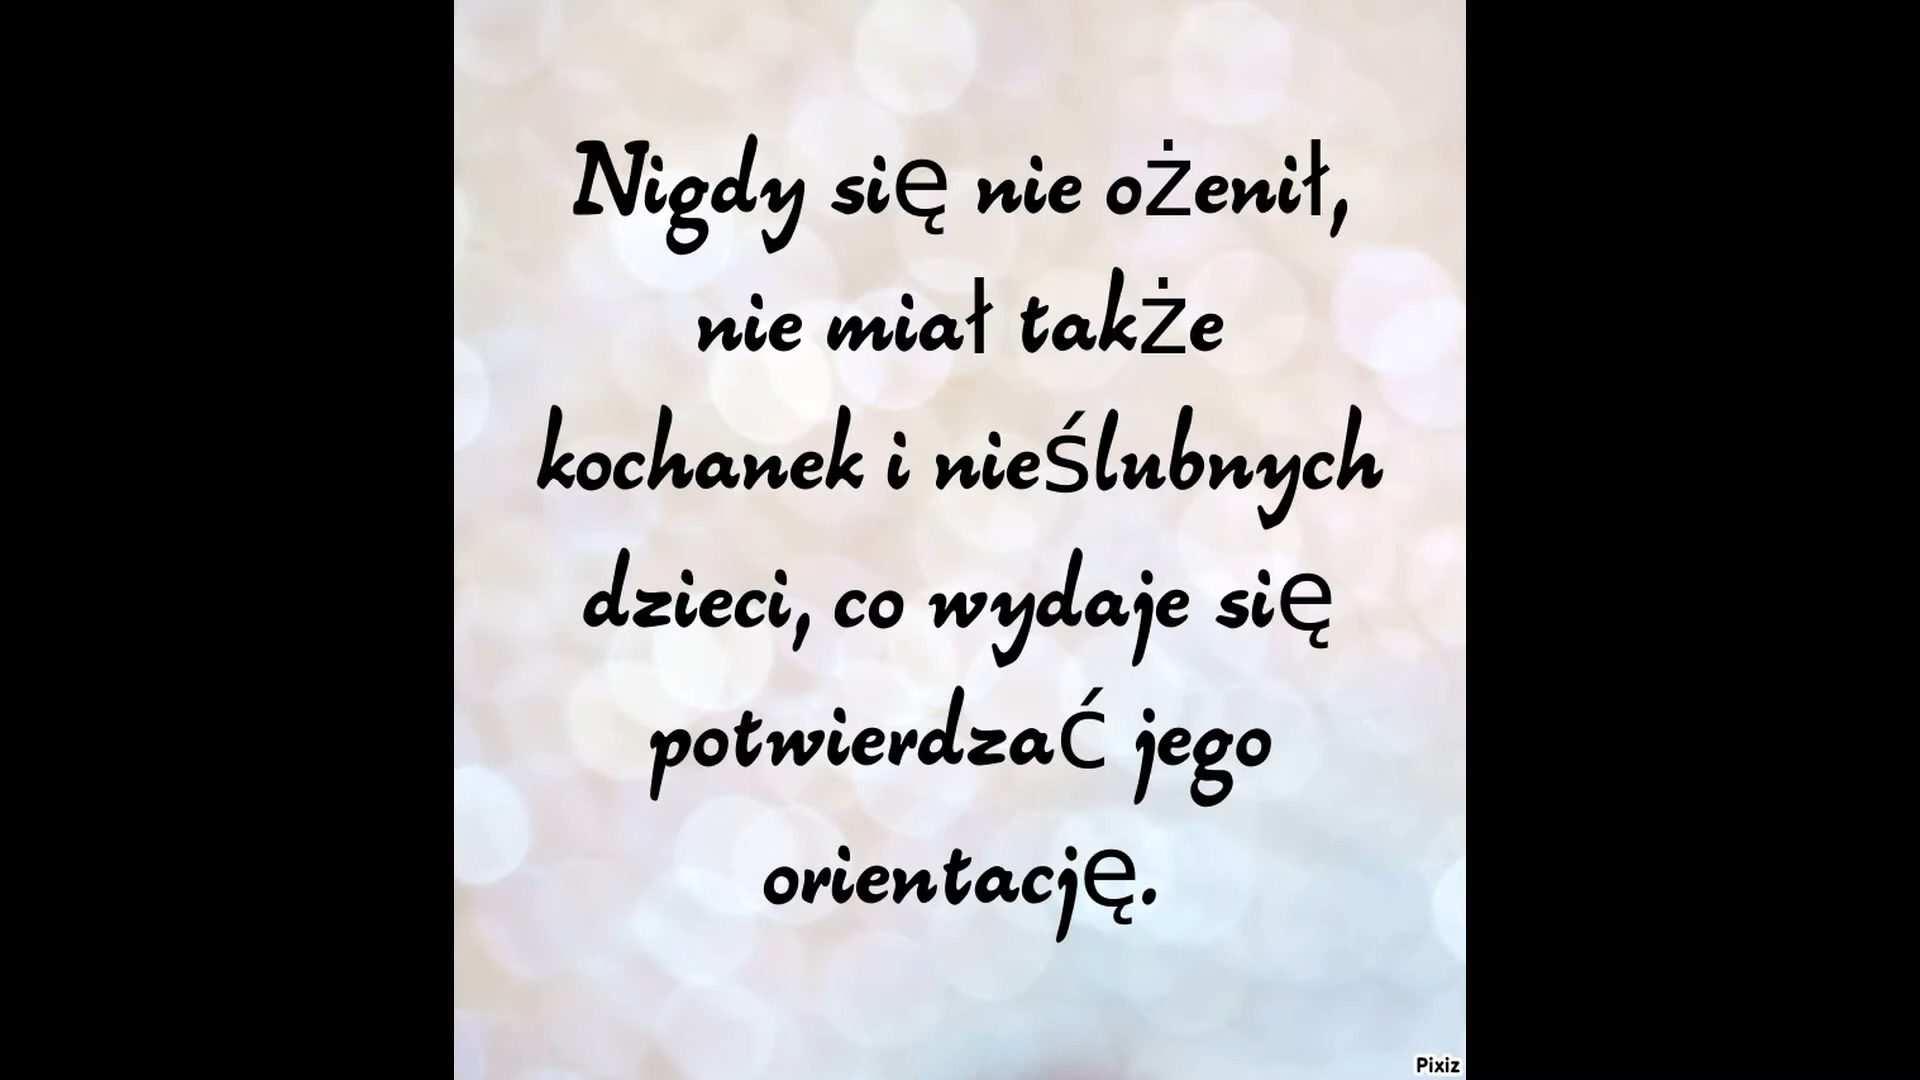 Nigdy się nie ożenił,
nie miał także
kochanek i nieślubnych
dzieci, co wydaje się
potwierdzać jego
orientację.
Pixiz